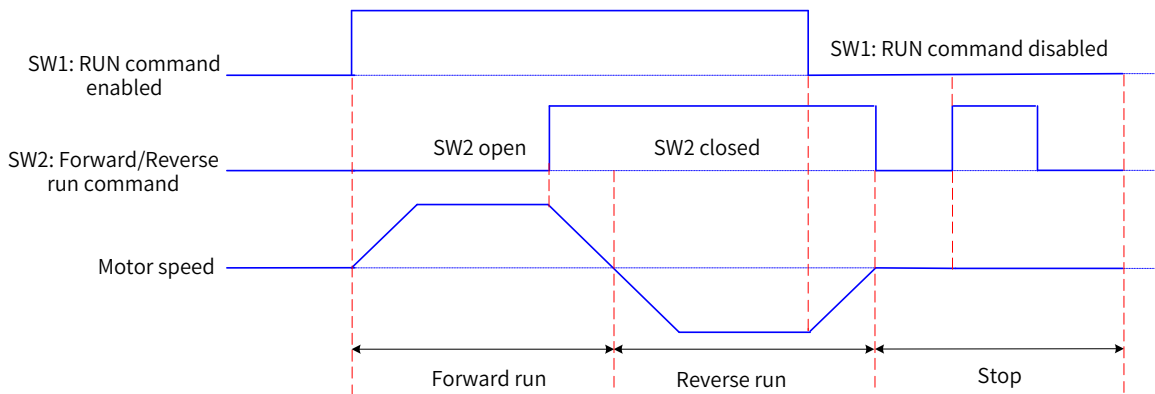 SW1: RUN command
enabled
SW1: RUN command disabled
SW2: Forward/Reverse
run command
SW2 open
SW2 closed
Motor speed
Forward run
Reverse run
Stop